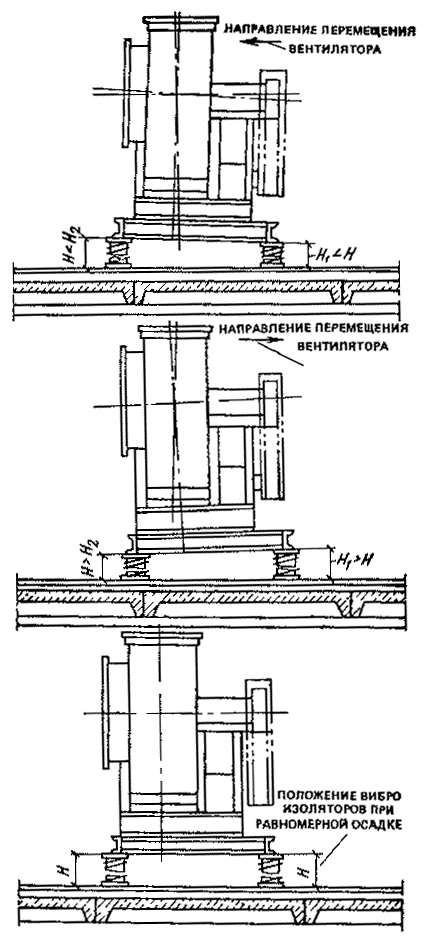 НАПРАВЛЕНИЕ ПЕРЕМЕЩЕНИЯ
ВЕНТИЛЯТОРА
H<H₂
H₁<H
НАПРАВЛЕНИЕ ПЕРЕМЕЩЕНИЯ
ВЕНТИЛЯТОРА
H>H₂
H₁>H
ПОЛОЖЕНИЕ ВИБРО
ИЗОЛЯТОРОВ ПРИ
РАВНОМЕРНОЙ ОСАДКЕ
H
H